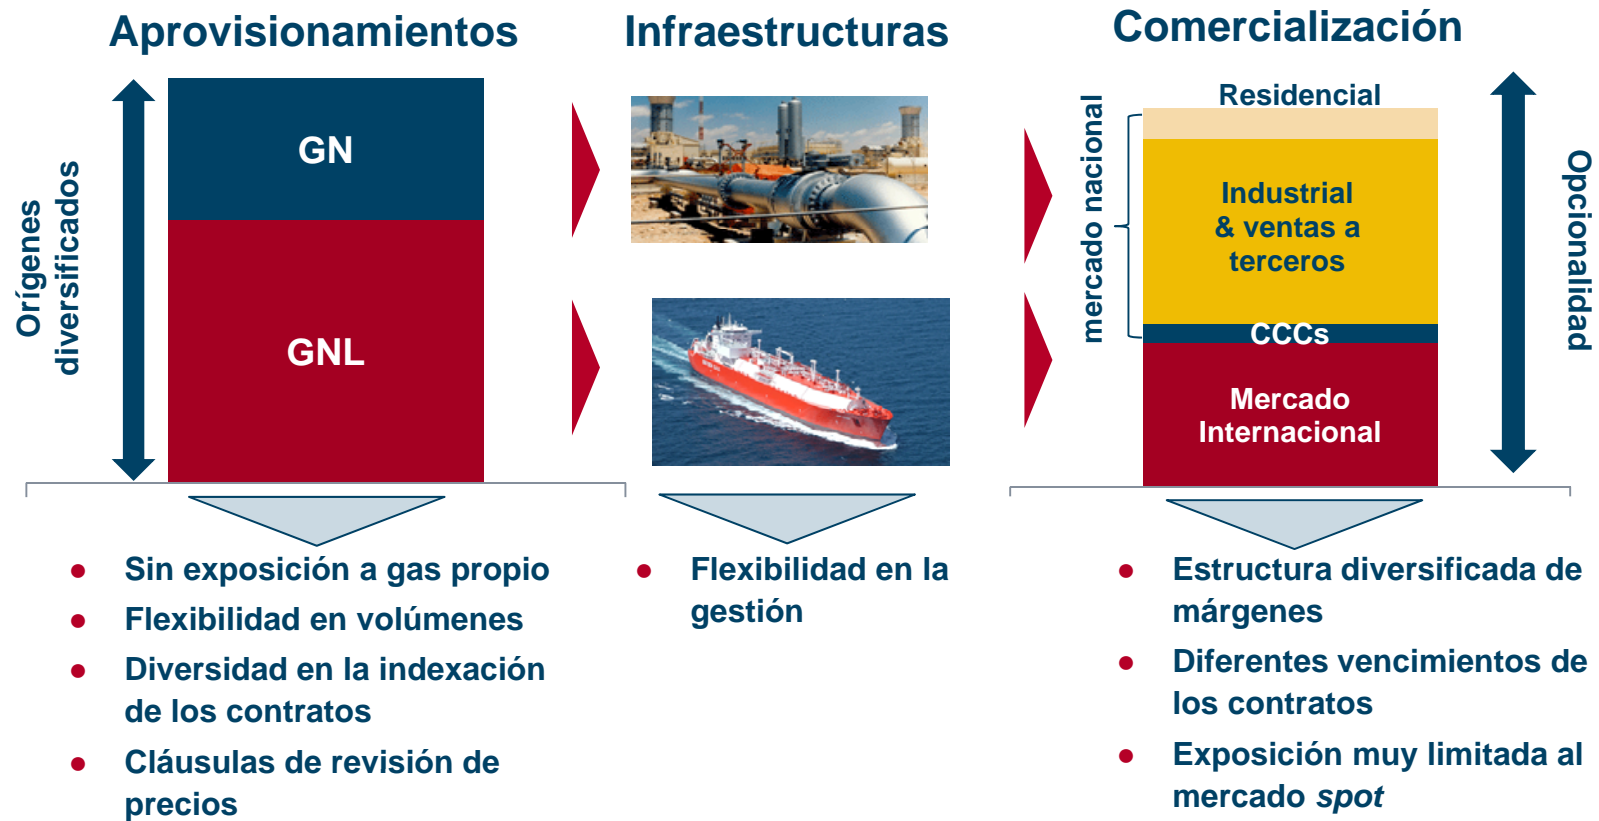 Aprovisionamientos
Orígenes
diversificados
GN
GNL
Sin exposición a gas propio
Flexibilidad en volúmenes
Diversidad en la indexación
de los contratos
Cláusulas de revisión de
precios
Infraestructuras
Flexibilidad en la
gestión
Comercialización
mercado nacional
Residencial
Industrial
& ventas a
terceros
CCCs
Mercado
Internacional
Opcionalidad
Estructura diversificada de
márgenes
Diferentes vencimientos de
los contratos
Exposición muy limitada al
mercado spot